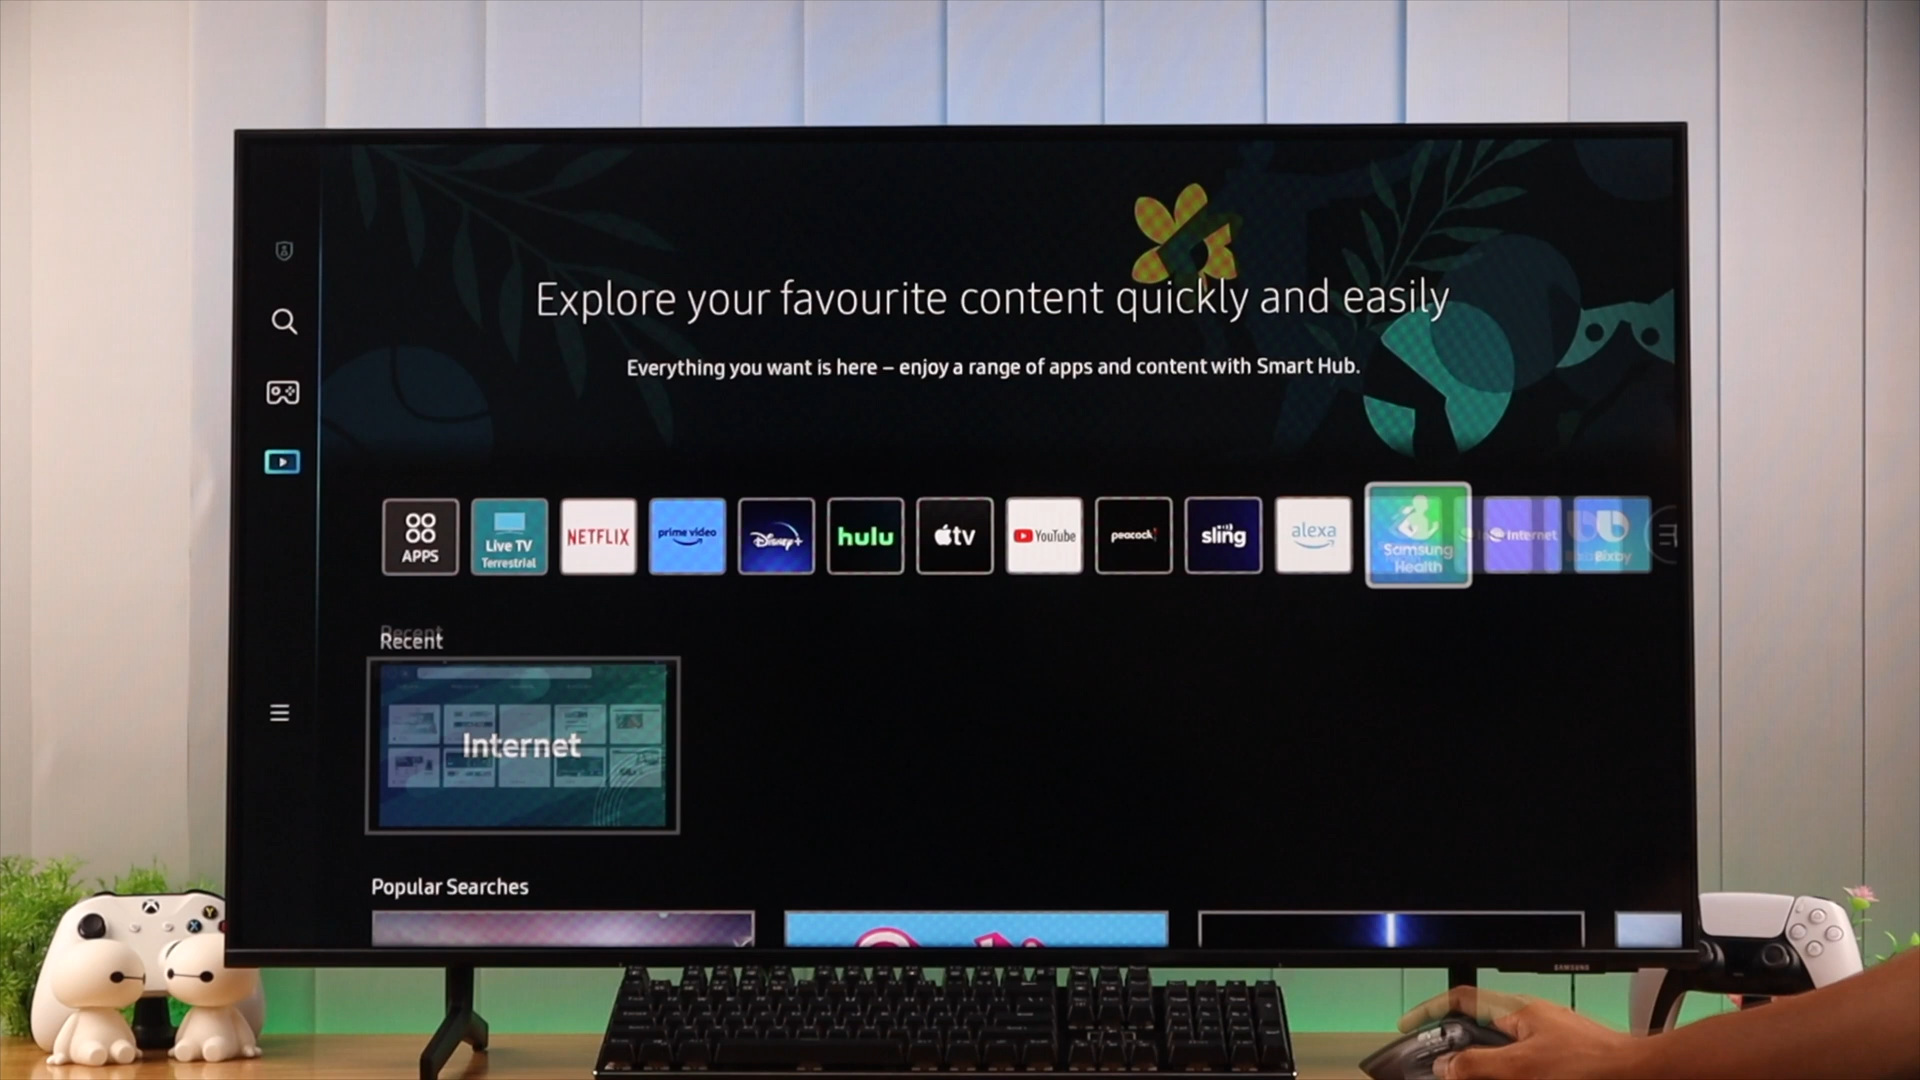 Explore your favourite content quickly and easily
Everything you want is here – enjoy a range of apps and content with Smart Hub.
APPS
Live TV
Terrestrial
NETFLIX
prime video
Disney+
hulu
tv
YouTube
peacock
sling
alexa
Samsung
Health
Internet
Bixby
Recent
Internet
Popular Searches
SAMSUNG
X
Y